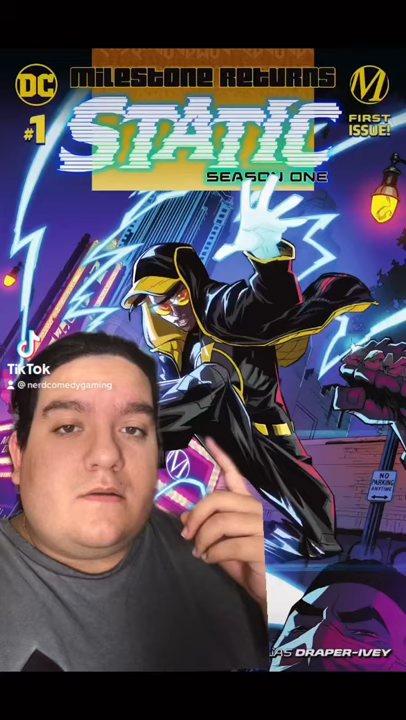 DC
MILESTONE RETURNS
#1
STATIC
FIRST
ISSUE!
SEASON ONE
TikTok
@nerdcomedygaming
NO
PARKING
ANYTIME
DRAPER-IVEY